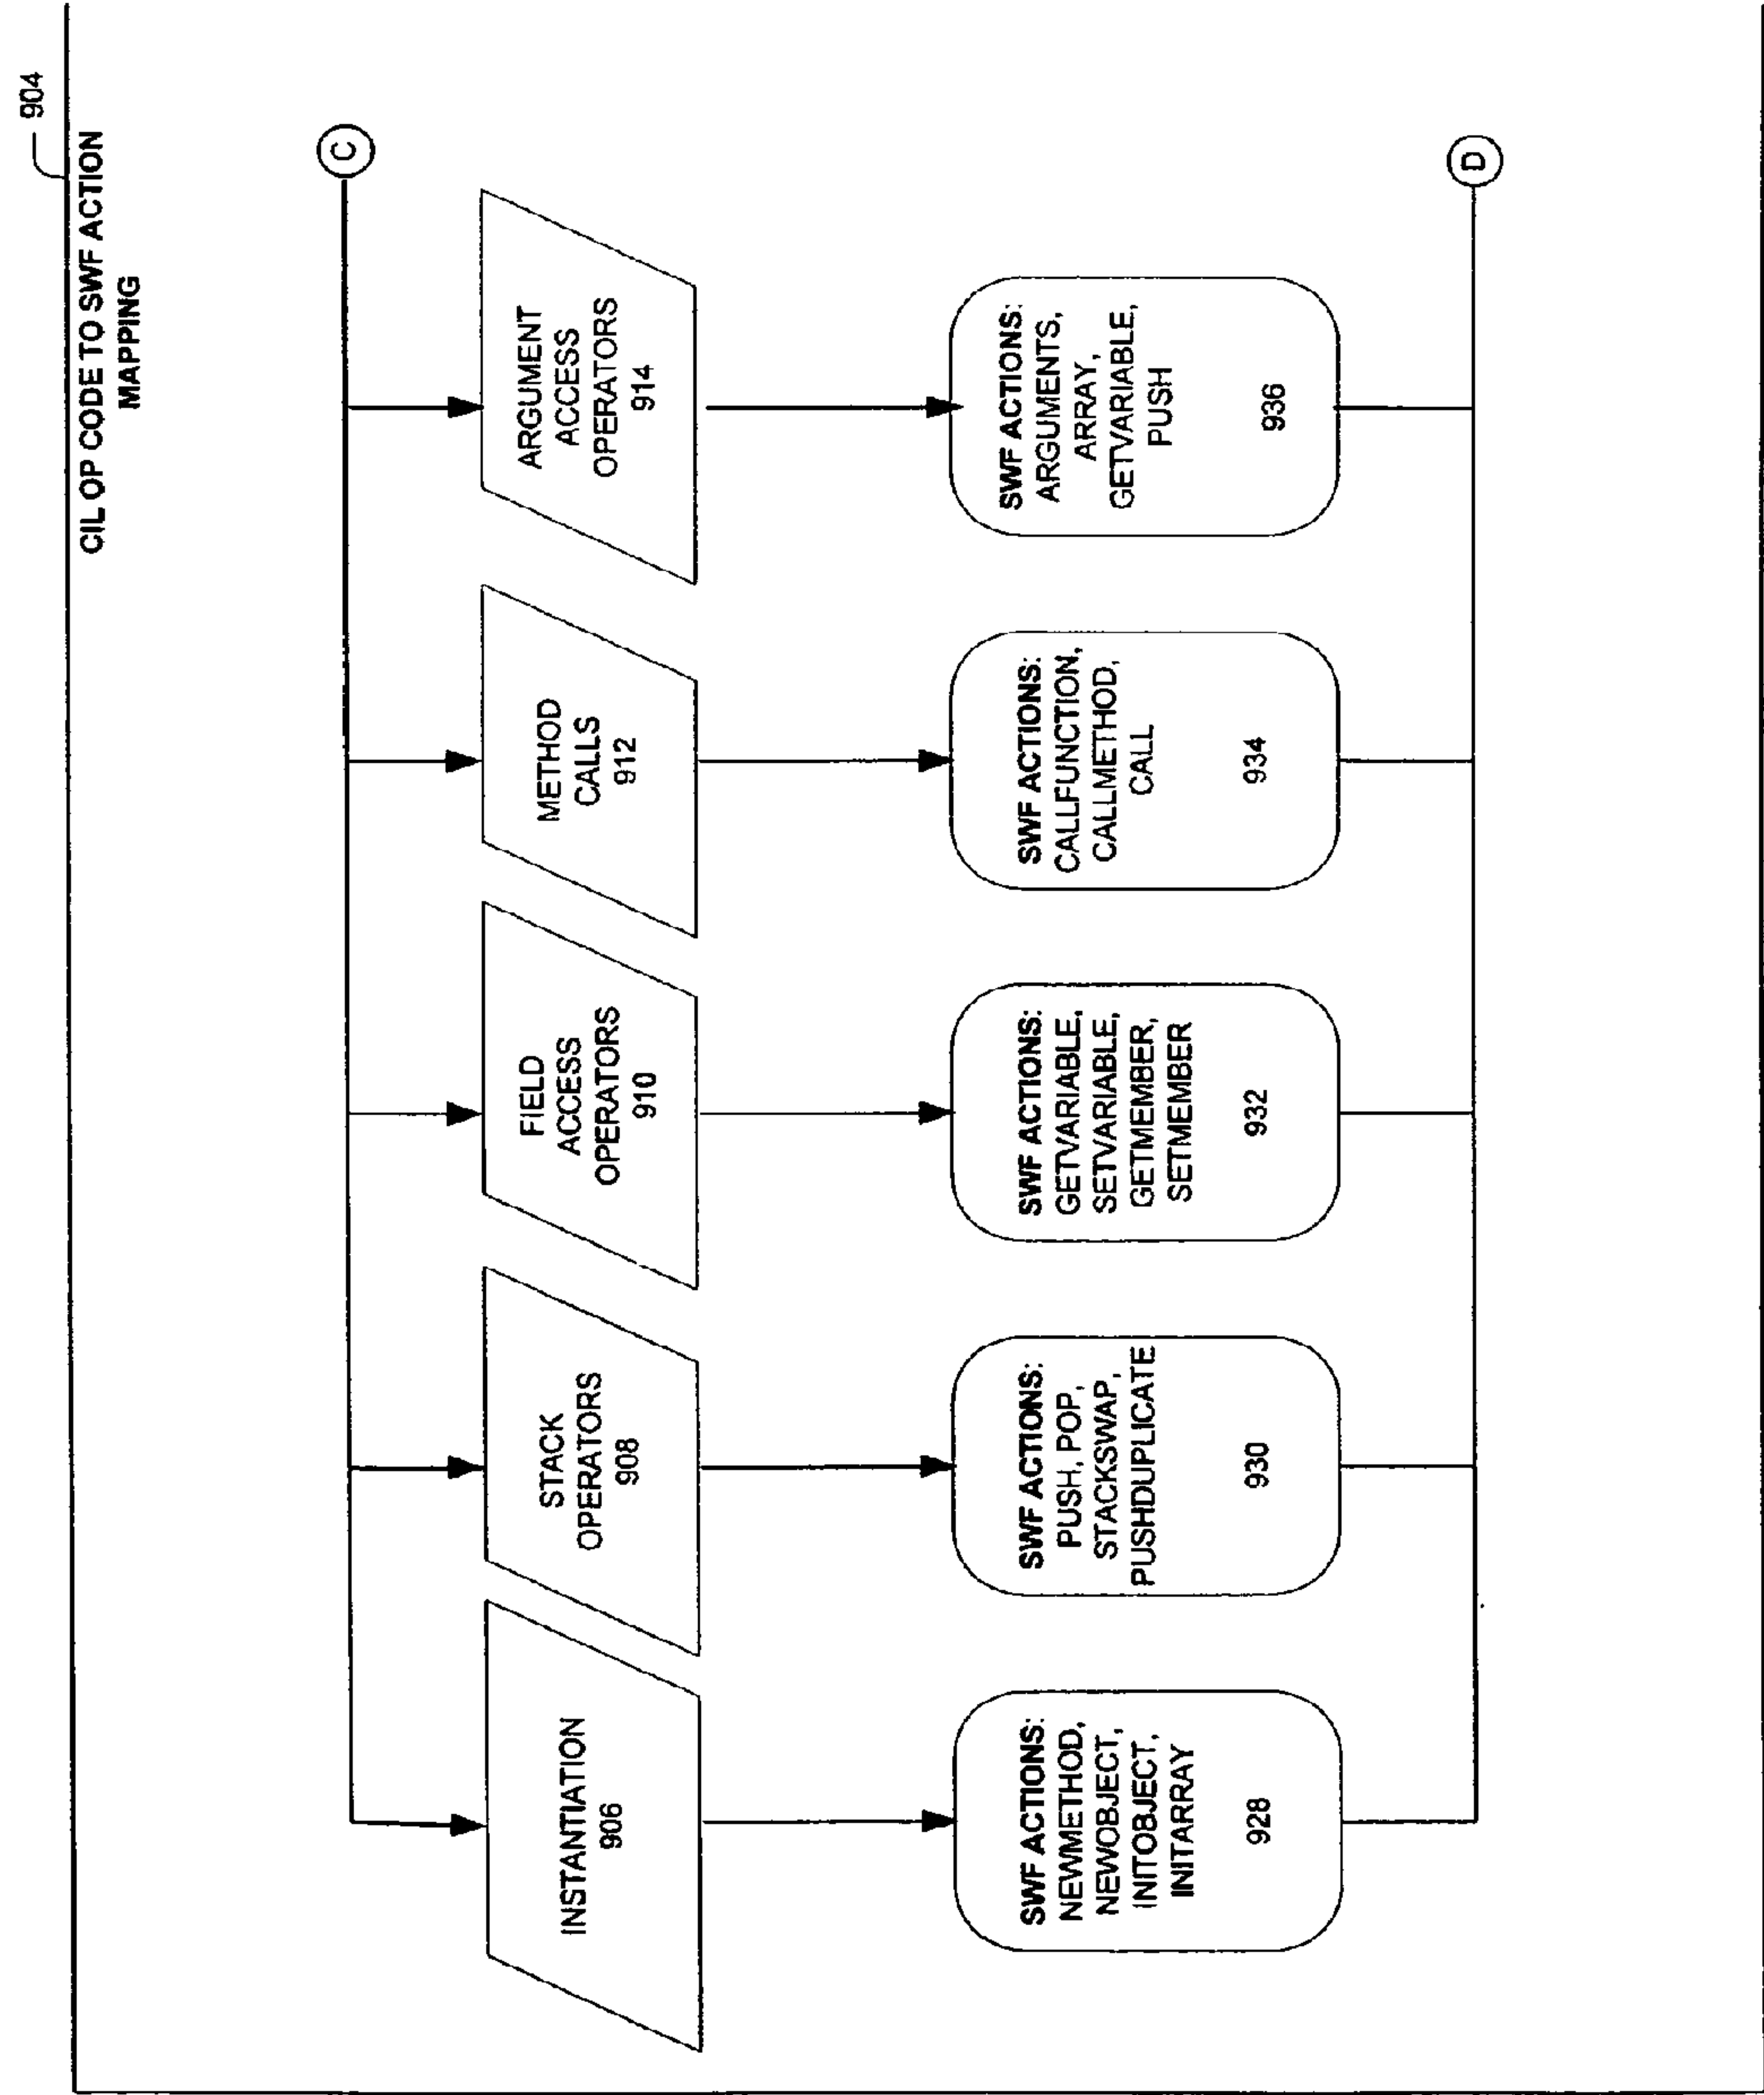 904
CIL OP CODE TO SWF ACTION
MAPPING
C
INSTANTIATION
906
STACK
OPERATORS
908
FIELD
ACCESS
OPERATORS
910
METHOD
CALLS
912
ARGUMENT
ACCESS
OPERATORS
914
SWF ACTIONS:
NEWMETHOD,
NEWOBJECT,
INITOBJECT,
INITARRAY
928
SWF ACTIONS:
PUSH, POP,
STACKSWAP,
PUSHDUPLICATE
930
SWF ACTIONS:
GETVARIABLE,
SETVARIABLE,
GETMEMBER,
SETMEMBER
932
SWF ACTIONS:
CALLFUNCTION,
CALLMETHOD,
CALL
934
SWF ACTIONS:
ARGUMENTS,
ARRAY,
GETVARIABLE,
PUSH
936
D